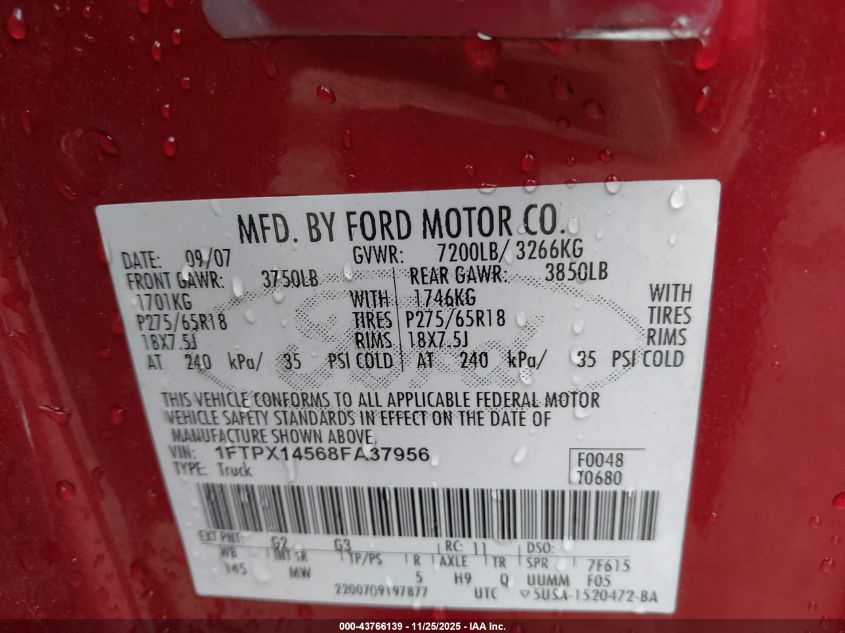 MFD. BY FORD MOTOR CO.
DATE: 09/07 GVWR: 7200LB/ 3266KG
FRONT GAWR: 3750LB REAR GAWR: 3850LB
1701KG WITH 1746KG WITH
P275/65R18 TIRES P275/65R18 TIRES
18X7.5J RIMS 18X7.5J RIMS
AT 240 kPa/ 35 PSI COLD AT 240 kPa/ 35 PSI COLD
THIS VEHICLE CONFORMS TO ALL APPLICABLE FEDERAL MOTOR
VEHICLE SAFETY STANDARDS IN EFFECT ON THE DATE OF
MANUFACTURE SHOWN ABOVE.
VIN: 1FTPX14568FA37956 F0048
TYPE: Truck T0680
EXT PNT: G2 G3 RC: 11 DSO:
WB INT SR TP/PS R AXLE TR SPR 7F615
145 MW 5 H9 Q UUMM F05
2200709197877 UTC ▽5USA-1520472-BA
000-43766139 - 11/25/2025 - IAA Inc.